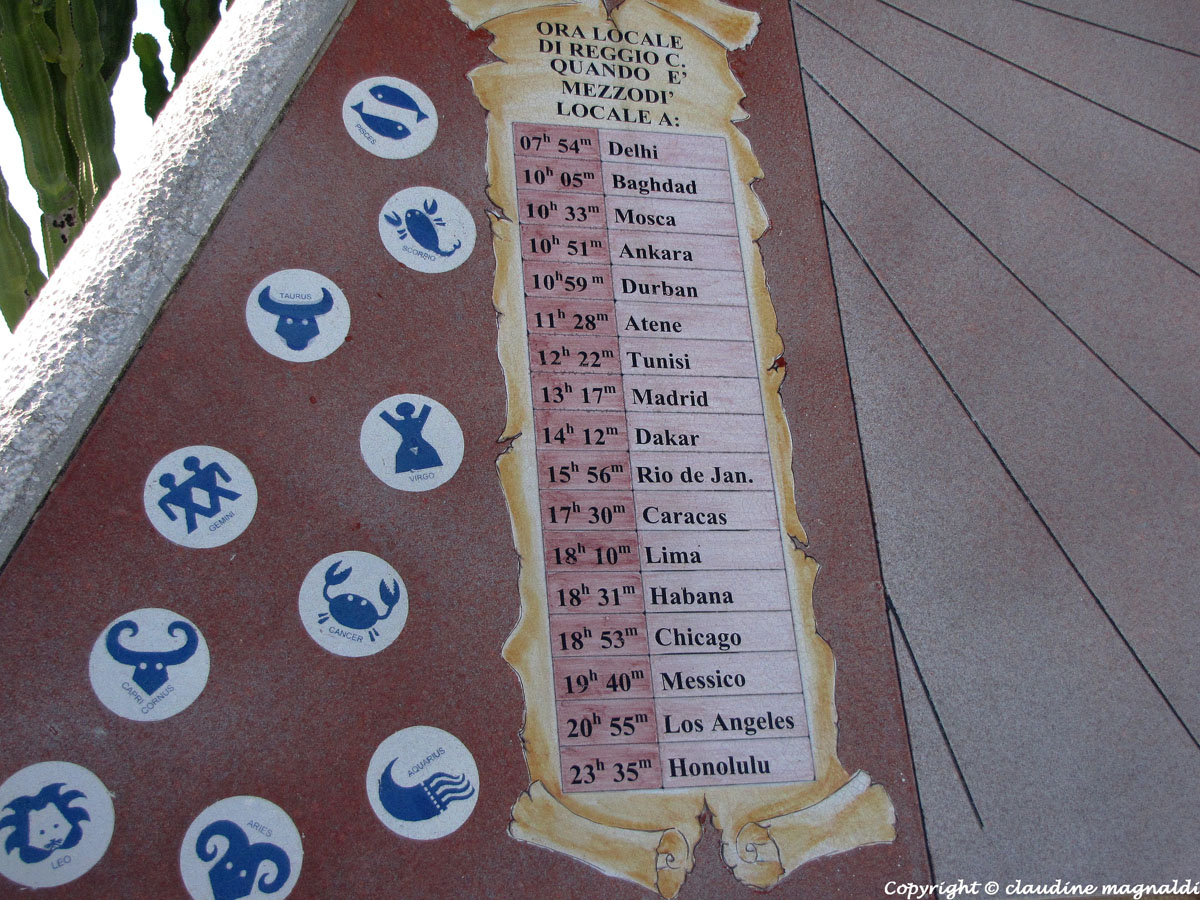 ORA LOCALE
DI REGGIO C.
QUANDO E'
MEZZODI'
LOCALE A:
07h 54m Delhi
10h 05m Baghdad
10h 33m Mosca
10h 51m Ankara
10h59m Durban
11h 28m Atene
12h 22m Tunisi
13h 17m Madrid
14h 12m Dakar
15h 56m Rio de Jan.
17h 30m Caracas
18h 10m Lima
18h 31m Habana
18h 53m Chicago
19h 40m Messico
20h 55m Los Angeles
23h 35m Honolulu
PISCES
SCORPIO
TAURUS
VIRGO
GEMINI
CANCER
CAPRI
CORNUS
AQUARIUS
LEO
ARIES
Copyright © claudine magnaldi